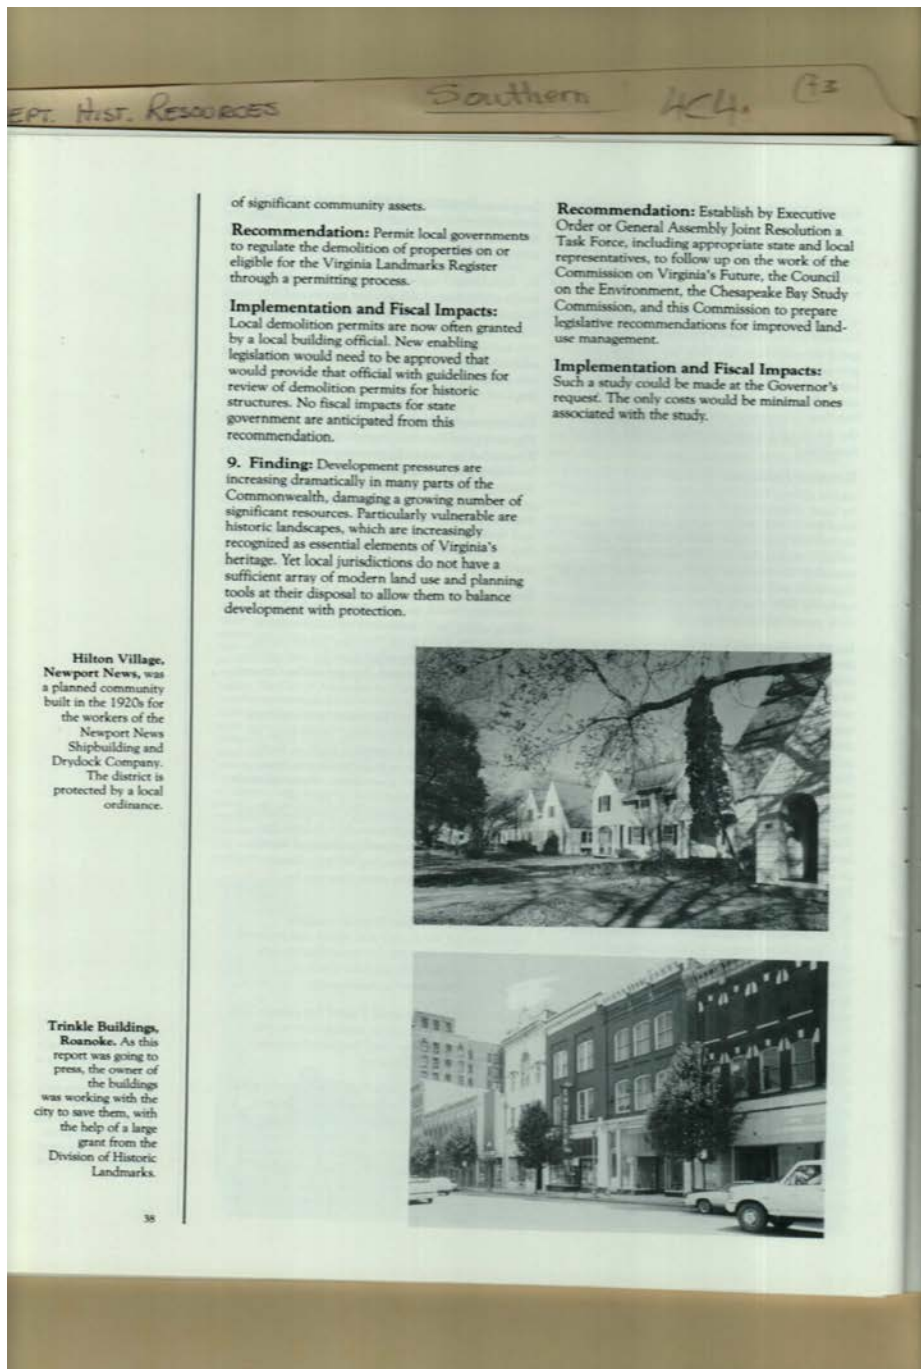 EPT. HIST. RESOURCES
Southern
4C4.
of significant community assets.
Recommendation: Permit local governments
to regulate the demolition of properties on or
eligible for the Virginia Landmarks Register
through a permitting process.
Implementation and Fiscal Impacts:
Local demolition permits are now often granted
by a local building official. New enabling
legislation would need to be approved that
would provide that official with guidelines for
review of demolition permits for historic
structures. No fiscal impacts for state
government are anticipated from this
recommendation.
9. Finding: Development pressures are
increasing dramatically in many parts of the
Commonwealth, damaging a growing number of
significant resources. Particularly vulnerable are
historic landscapes, which are increasingly
recognized as essential elements of Virginia's
heritage. Yet local jurisdictions do not have a
sufficient array of modern land use and planning
tools at their disposal to allow them to balance
development with protection.
Recommendation: Establish by Executive
Order or General Assembly Joint Resolution a
Task Force, including appropriate state and local
representatives, to follow up on the work of the
Commission on Virginia's Future, the Council
on the Environment, the Chesapeake Bay Study
Commission, and this Commission to prepare
legislative recommendations for improved land-
use management.
Implementation and Fiscal Impacts:
Such a study could be made at the Governor's
request. The only costs would be minimal ones
associated with the study.
Hilton Village,
Newport News, was
a planned community
built in the 1920s for
the workers of the
Newport News
Shipbuilding and
Drydock Company.
The district is
protected by a local
ordinance.
Trinkle Buildings,
Roanoke. As this
report was going to
press, the owner of
the buildings
was working with the
city to save them, with
the help of a large
grant from the
Division of Historic
Landmarks.
38